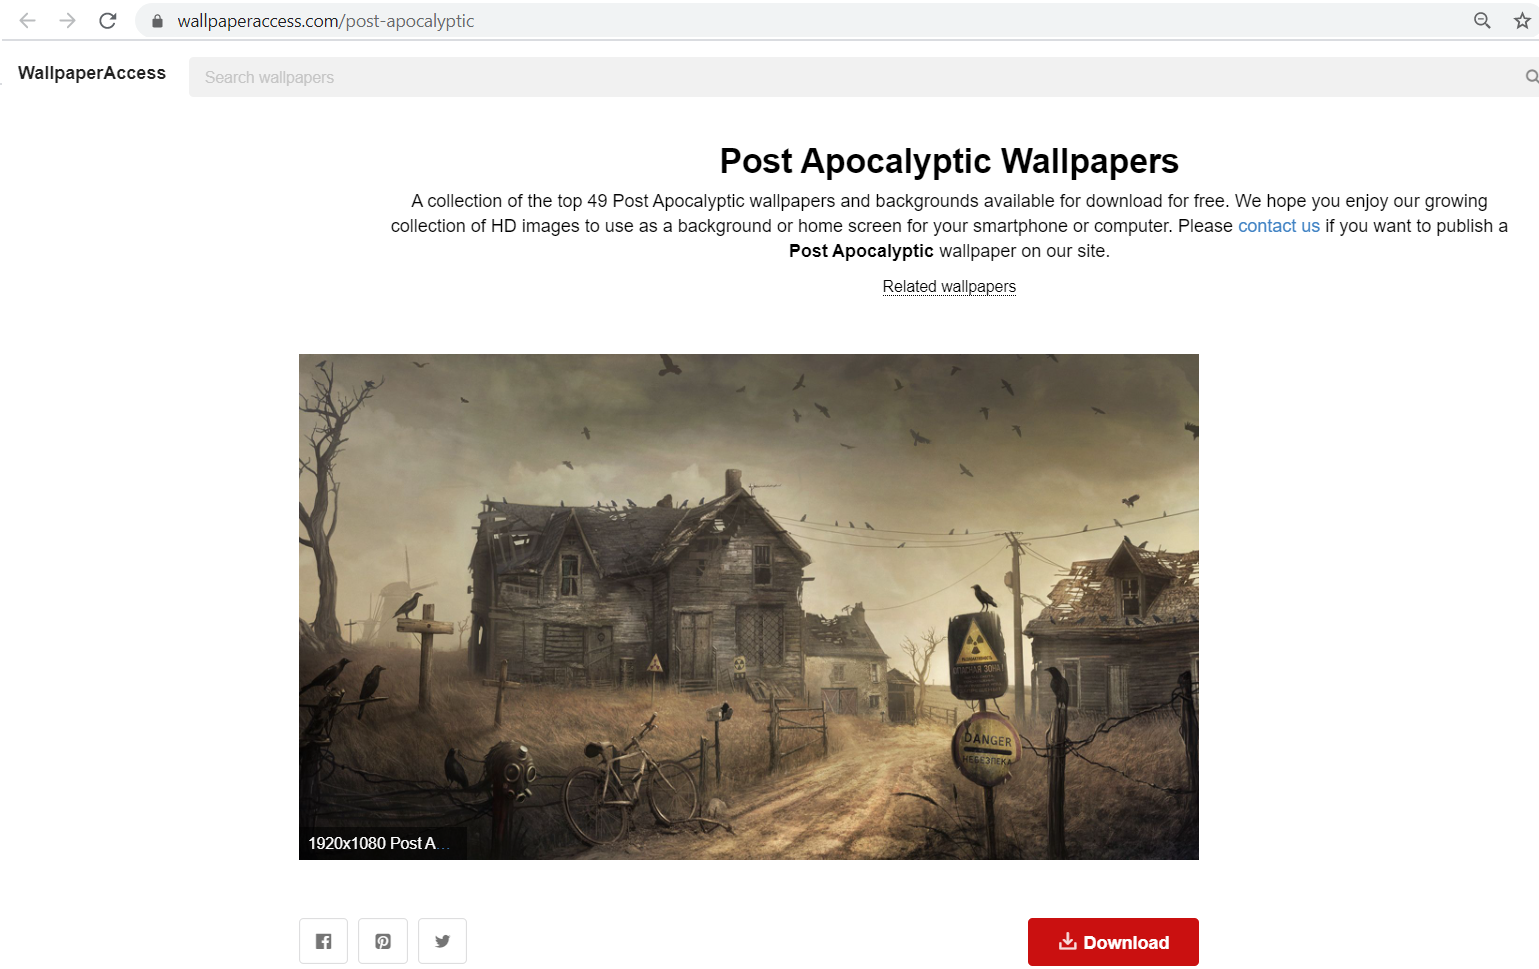 wallpaperaccess.com/post-apocalyptic
WallpaperAccess
Search wallpapers
Post Apocalyptic Wallpapers
A collection of the top 49 Post Apocalyptic wallpapers and backgrounds available for download for free. We hope you enjoy our growing
collection of HD images to use as a background or home screen for your smartphone or computer. Please contact us if you want to publish a
Post Apocalyptic wallpaper on our site.
Related wallpapers
ОПАСНАЯ ЗОНА!
DANGER
НЕБЕЗПЕКА
1920x1080 Post A...
Download